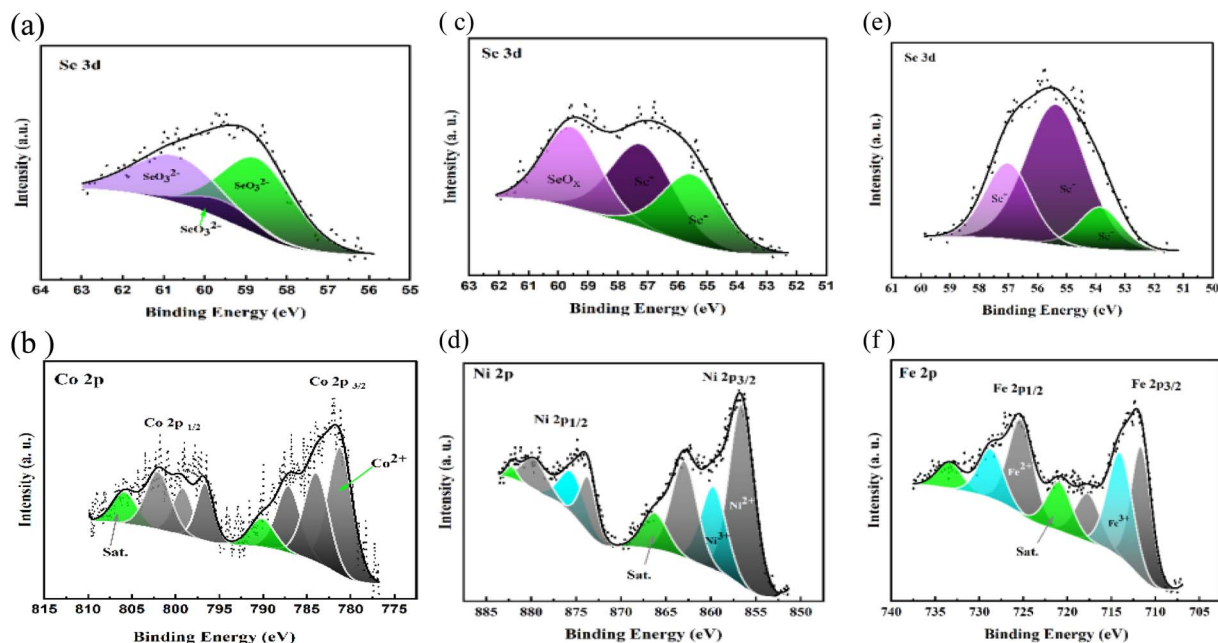 (a)
Se 3d
SeO₃²⁻
SeO₃²⁻
SeO₃²⁻
Intensity (a.u.)
64 63 62 61 60 59 58 57 56 55
Binding Energy (eV)
( c)
Se 3d
SeOₓ
Se⁻
Se⁻
Intensity (a. u.)
63 62 61 60 59 58 57 56 55 54 53 52 51
Binding Energy (eV)
(e)
Se 3d
Se⁻
Se⁻
Se⁻
Intensity (a. u.)
61 60 59 58 57 56 55 54 53 52 51 50
Binding Energy (eV)
(b )
Co 2p
Co 2p 3/2
Co 2p 1/2
Co²⁺
Sat.
Intensity (a. u.)
815 810 805 800 795 790 785 780 775
Binding Energy (eV)
(d)
Ni 2p
Ni 2p3/2
Ni 2p1/2
Ni²⁺
Ni³⁺
Sat.
Intensity (a. u.)
885 880 875 870 865 860 855 850
Binding Energy (eV)
(f)
Fe 2p
Fe 2p1/2
Fe 2p3/2
Fe²⁺
Fe³⁺
Sat.
Intensity (a. u.)
740 735 730 725 720 715 710 705
Binding Energy (eV)